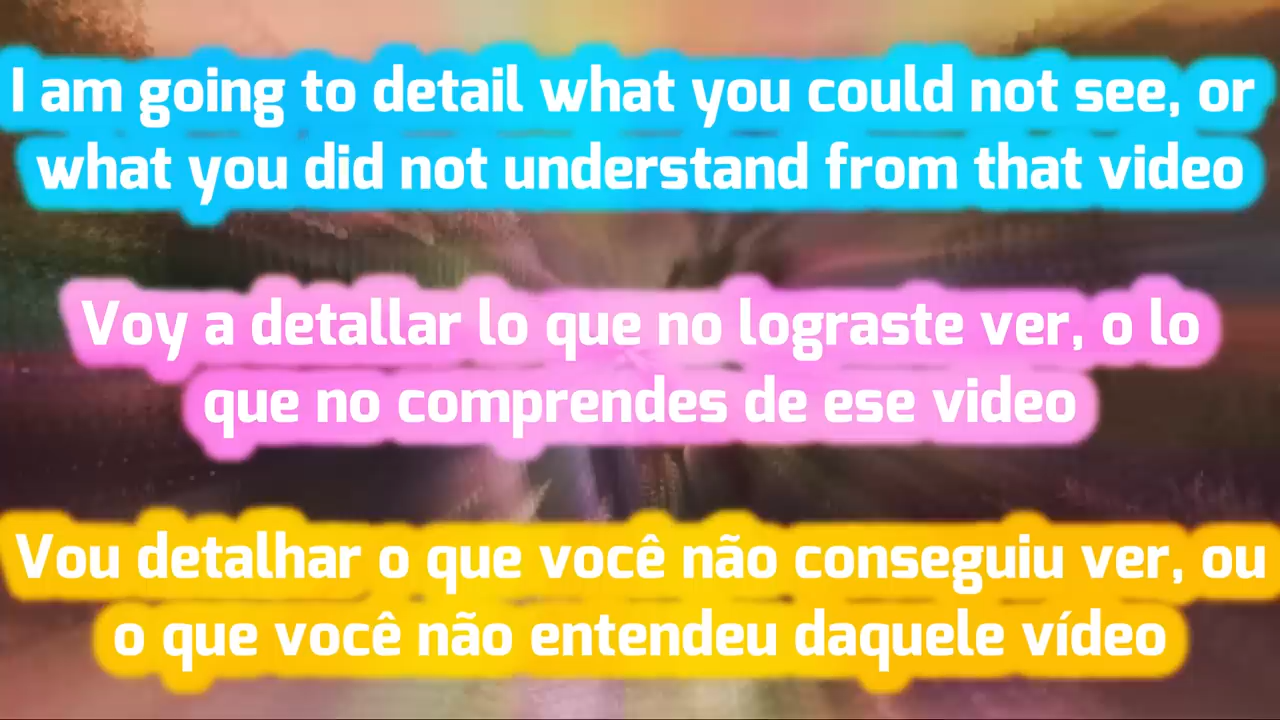 I am going to detail what you could not see, or
what you did not understand from that video
Voy a detallar lo que no lograste ver, o lo
que no comprendes de ese video
Vou detalhar o que você não conseguiu ver, ou
o que você não entendeu daquele vídeo